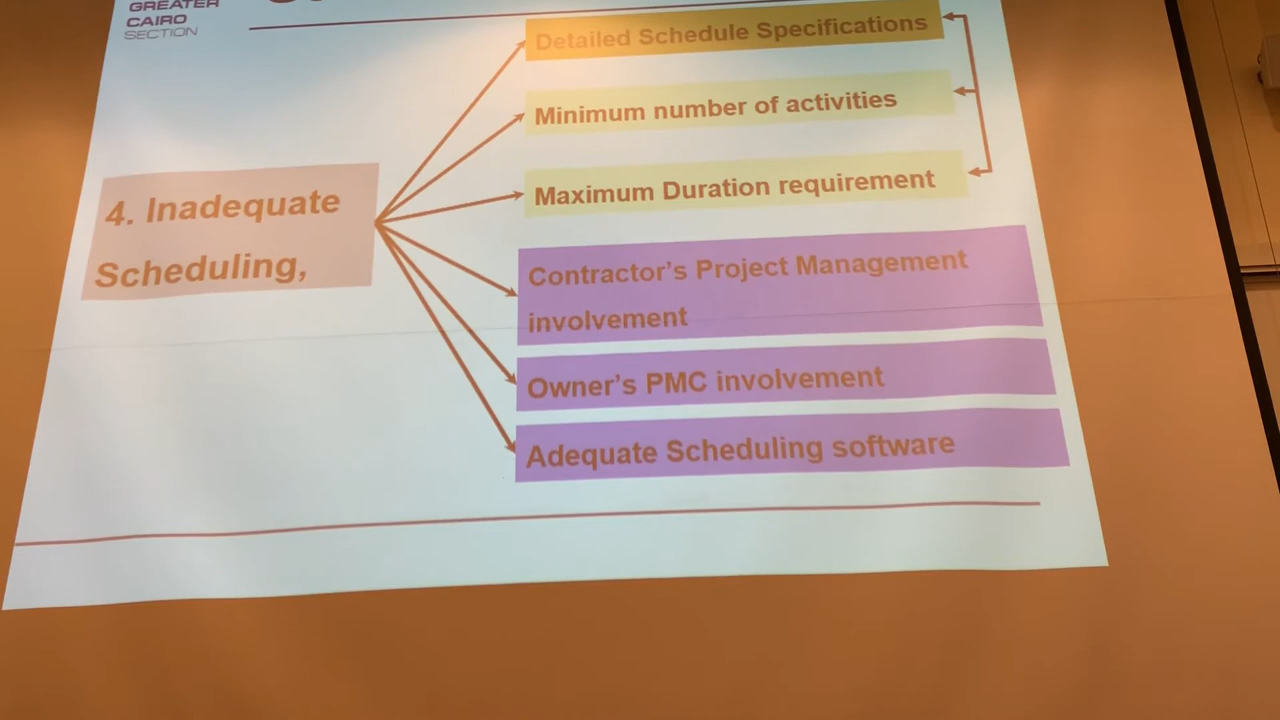 GREATER
CAIRO
SECTION
Detailed Schedule Specifications
Minimum number of activities
Maximum Duration requirement
4. Inadequate
Scheduling,
Contractor's Project Management
involvement
Owner's PMC involvement
Adequate Scheduling software